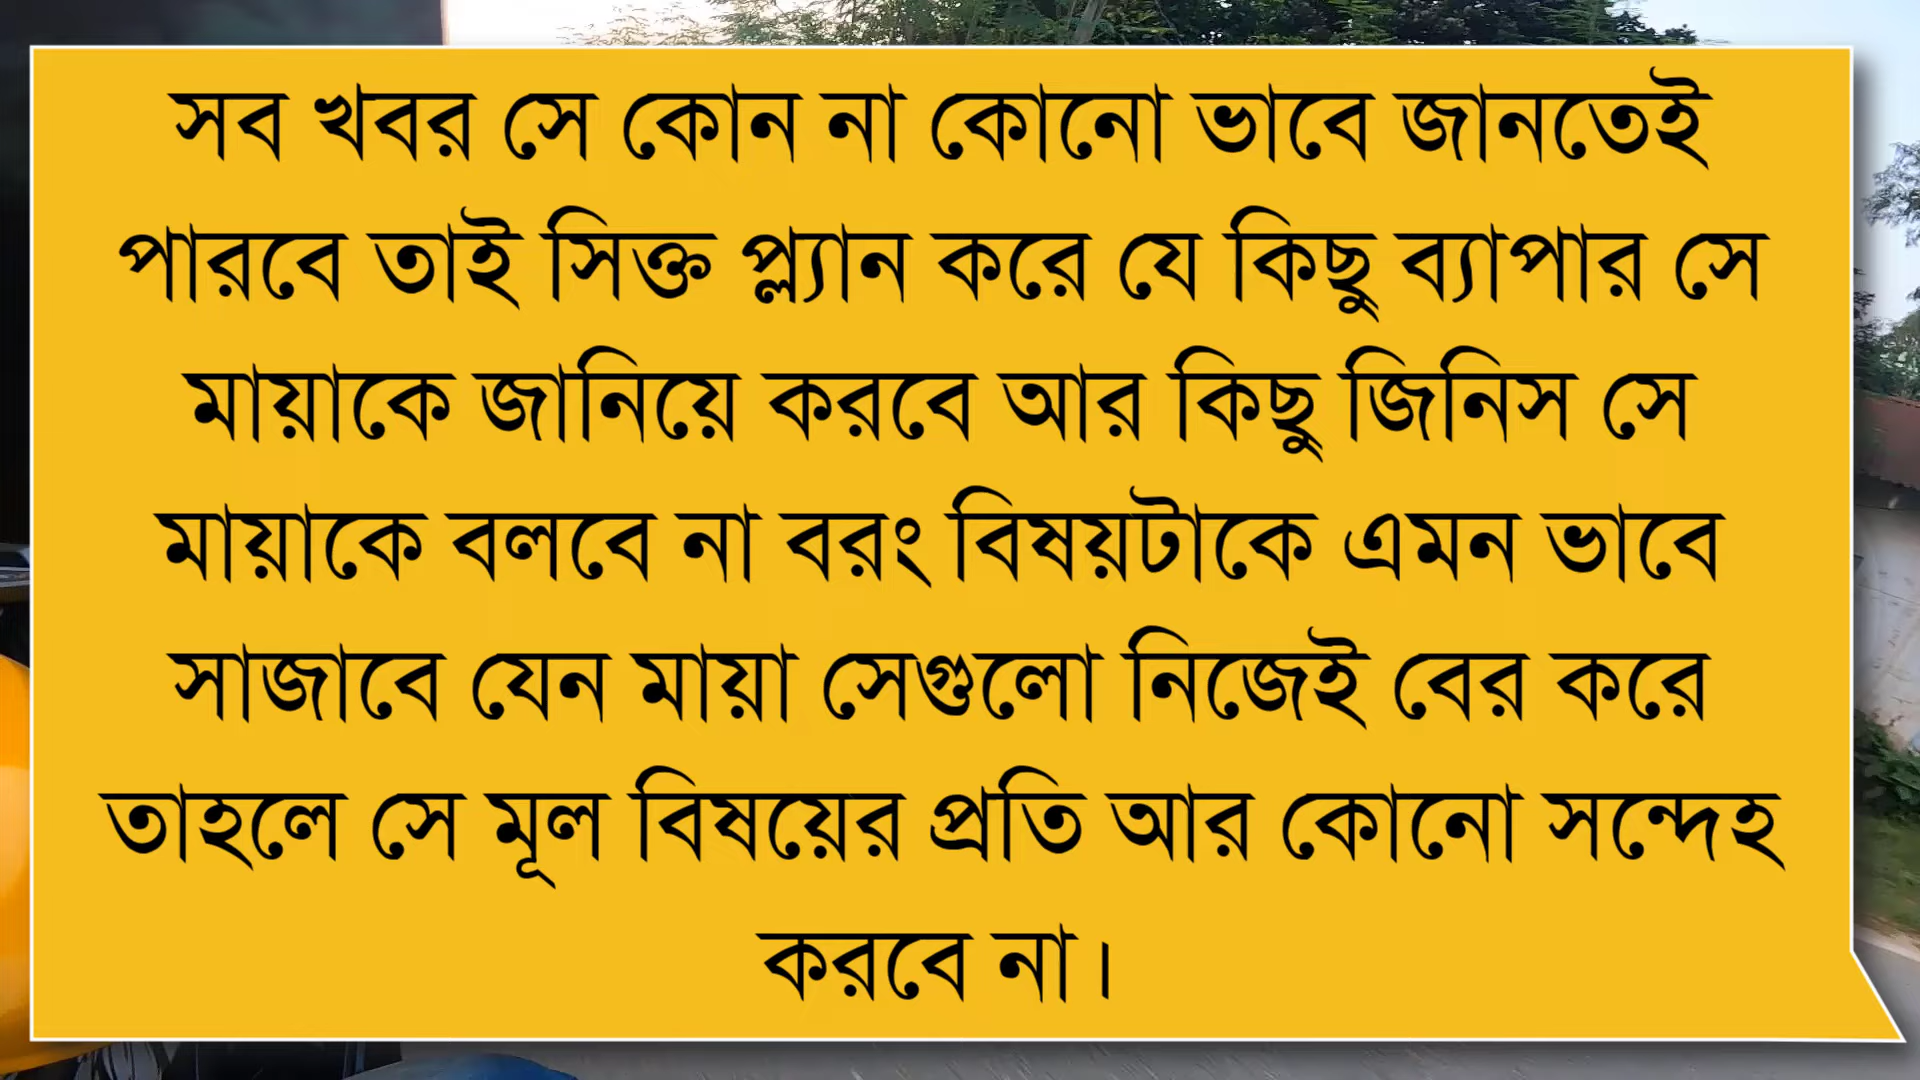 সব খবর সে কোন না কোনো ভাবে জানতেই
পারবে তাই সিক্ত প্ল্যান করে যে কিছু ব্যাপার সে
মায়াকে জানিয়ে করবে আর কিছু জিনিস সে
মায়াকে বলবে না বরং বিষয়টাকে এমন ভাবে
সাজাবে যেন মায়া সেগুলো নিজেই বের করে
তাহলে সে মূল বিষয়ের প্রতি আর কোনো সন্দেহ
করবে না।